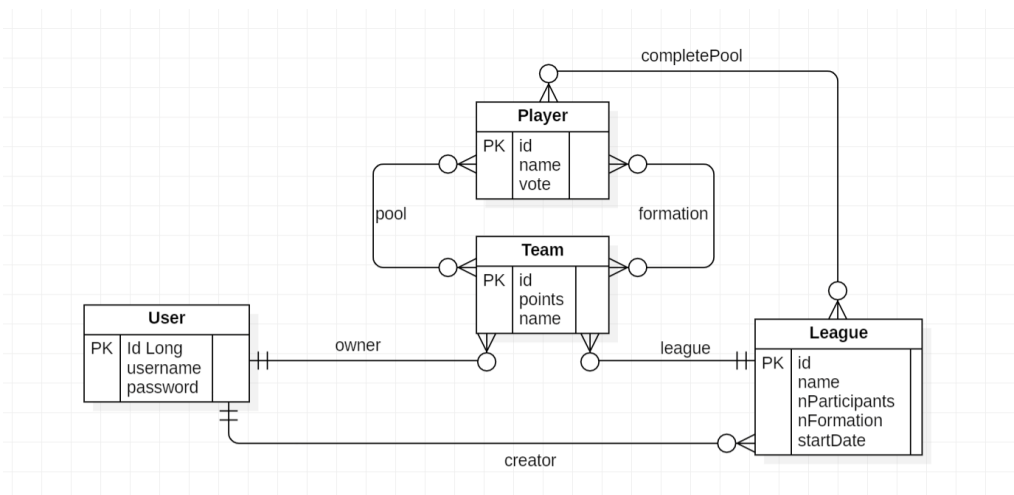 completePool
Player
PK id
name
vote
pool
formation
Team
PK id
points
name
User
PK Id Long
username
password
owner
league
League
PK id
name
nParticipants
nFormation
startDate
creator